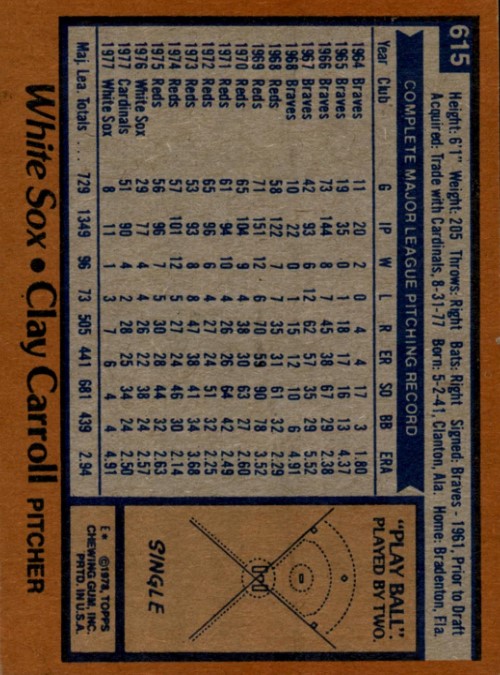 615
Height: 6'1" Weight: 205 Throws: Right Bats: Right Signed: Braves - 1961, Prior to Draft
Acquired: Trade with Cardinals, 8-31-77 Born: 5-2-41, Clanton, Ala. Home: Bradenton, Fla.
COMPLETE MAJOR LEAGUE PITCHING RECORD
Year Club G IP W L R ER SO BB ERA
1964 Braves 11 20 2 0 4 4 17 3 1.80
1965 Braves 19 35 0 1 18 17 16 13 4.37
1966 Braves 73 144 8 7 45 38 67 29 2.38
1967 Braves 42 93 6 12 62 57 35 29 5.52
1968 Braves 10 22 0 1 15 12 10 6 4.91
1968 Reds 58 122 7 7 35 31 61 32 2.29
1969 Reds 71 151 12 6 70 59 90 78 3.52
1970 Reds 65 104 9 4 38 30 63 27 2.60
1971 Reds 61 94 10 4 26 26 64 42 2.49
1972 Reds 65 96 6 4 27 24 51 32 2.25
1973 Reds 53 93 8 8 47 38 41 34 3.68
1974 Reds 57 101 12 5 27 24 46 30 2.14
1975 Reds 56 96 7 5 30 28 44 32 2.63
1976 White Sox 29 77 4 4 26 22 38 24 2.57
1977 Cardinals 51 90 4 2 28 25 34 24 2.50
1977 White Sox 8 11 1 3 7 6 4 4 4.91
Maj. Lea. Totals ... 729 1349 96 73 505 441 681 439 2.94
"PLAY BALL"
PLAYED BY TWO.
SINGLE
E* ©1978, TOPPS
CHEWING GUM, INC.
PRTD. IN U.S.A.
White Sox • Clay Carroll PITCHER